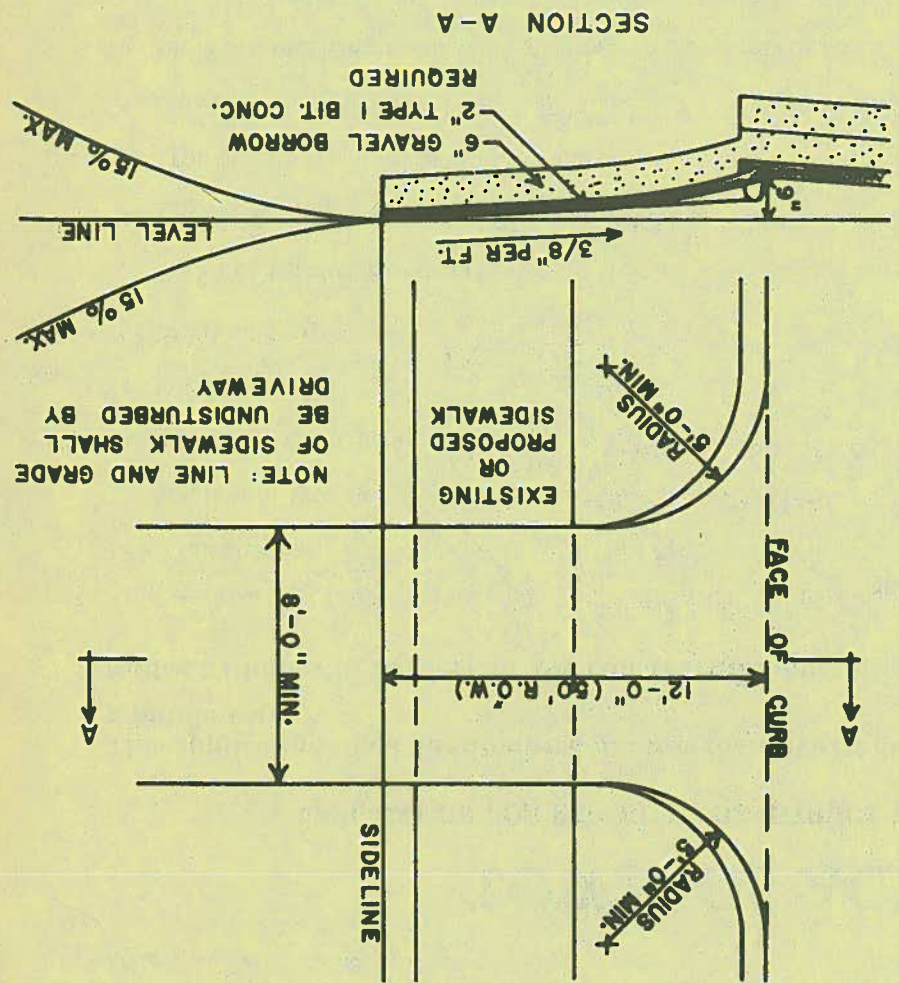 RADIUS
5'-0" MIN.
SIDELINE
A
A
12'-0" (50' R.O.W.)
8'-0" MIN.
FACE OF CURB
EXISTING
OR
PROPOSED
SIDEWALK
NOTE: LINE AND GRADE
OF SIDEWALK SHALL
BE UNDISTURBED BY
DRIVEWAY
RADIUS
5'-0" MIN.
15% MAX.
3/8" PER FT.
LEVEL LINE
15% MAX.
6" GRAVEL BORROW
2" TYPE I BIT. CONC.
REQUIRED
SECTION A-A